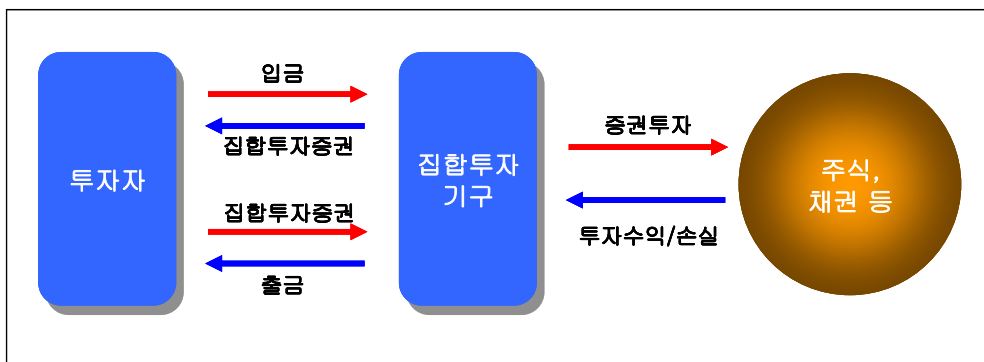 투자자
입금
집합투자증권
집합투자증권
출금
집합투자
기구
증권투자
투자수익/손실
주식,
채권 등